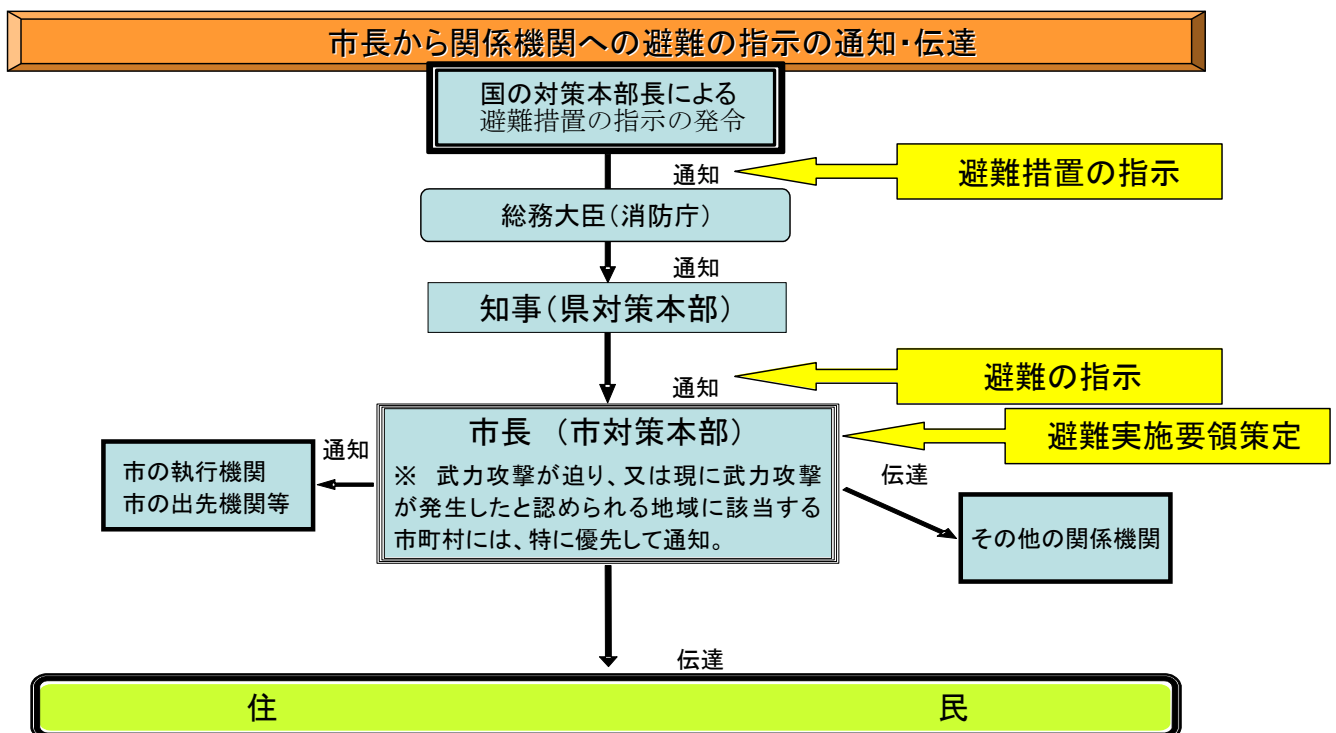 市長から関係機関への避難の指示の通知・伝達
国の対策本部長による
避難措置の指示の発令
通知
避難措置の指示
総務大臣(消防庁)
通知
知事(県対策本部)
通知
避難の指示
市長 (市対策本部)
避難実施要領策定
※ 武力攻撃が迫り、又は現に武力攻撃
が発生したと認められる地域に該当する
市町村には、特に優先して通知。
通知
市の執行機関
市の出先機関等
伝達
その他の関係機関
伝達
住 民